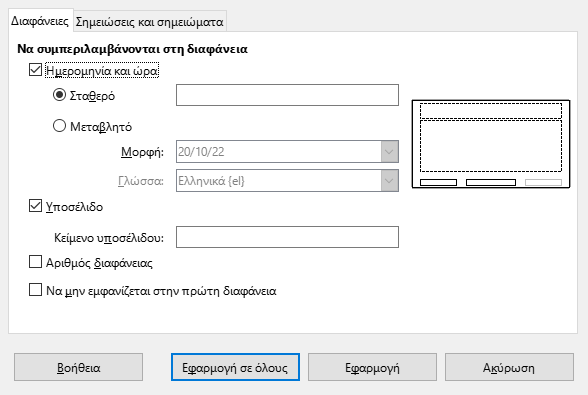 Διαφάνειες Σημειώσεις και σημειώματα
Να συμπεριλαμβάνονται στη διαφάνεια
Ημερομηνία και ώρα
Σταθερό
Μεταβλητό
Μορφή: 20/10/22
Γλώσσα: Ελληνικά {el}
Υποσέλιδο
Κείμενο υποσέλιδου:
Αριθμός διαφάνειας
Να μην εμφανίζεται στην πρώτη διαφάνεια
Βοήθεια Εφαρμογή σε όλους Εφαρμογή Ακύρωση